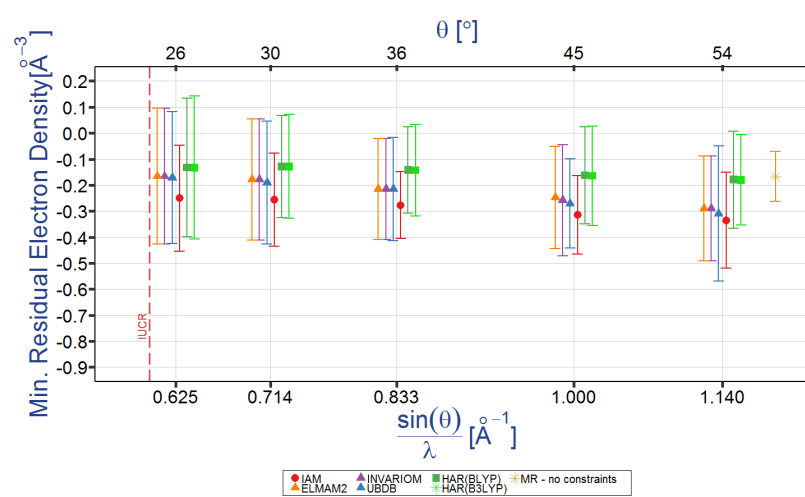 θ [°]
26 30 36 45 54
Min. Residual Electron Density[Å⁻³]
0.2
0.1
0.0
-0.1
-0.2
-0.3
-0.4
-0.5
-0.6
-0.7
-0.8
-0.9
IUCR
0.625 0.714 0.833 1.000 1.140
sin(θ)/λ [Å⁻¹]
IAM INVARIOM HAR(BLYP) MR - no constraints
ELMAM2 UBDB HAR(B3LYP)